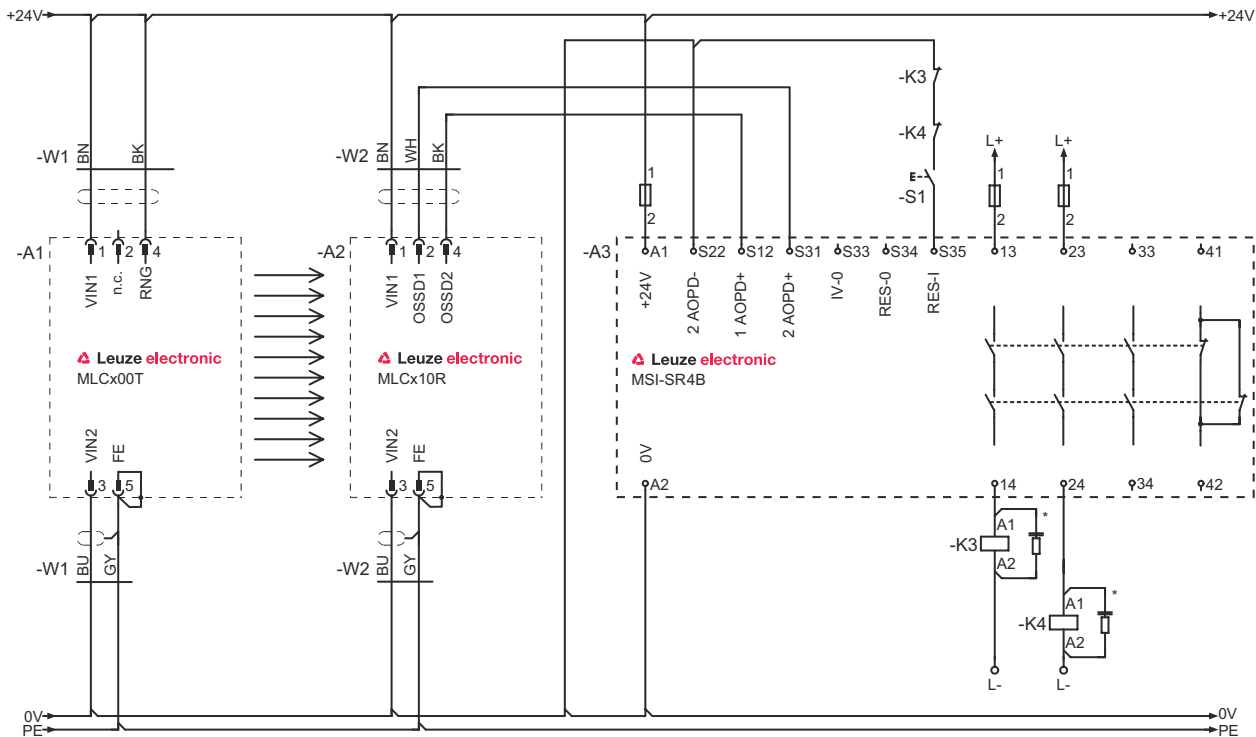 +24V
+24V
-K3
-K4
E
-S1
L+
L+
-W1
BN
BK
-W2
BN
WH
BK
1
2
1
2
1
2
-A1
1
2
4
-A2
1
2
4
-A3
A1
S22
S12
S31
S33
S34
S35
13
23
33
41
VIN1
n.c.
RNG
VIN1
OSSD1
OSSD2
+24V
2 AOPD-
1 AOPD+
2 AOPD+
IV-0
RES-0
RES-I
Leuze electronic
MLCx00T
Leuze electronic
MLCx10R
Leuze electronic
MSI-SR4B
VIN2
FE
VIN2
FE
0V
3
5
3
5
A2
14
24
34
42
-K3
A1
A2
*
-W1
BU
GY
-W2
BU
GY
-K4
A1
A2
*
L-
L-
0V
0V
PE
PE